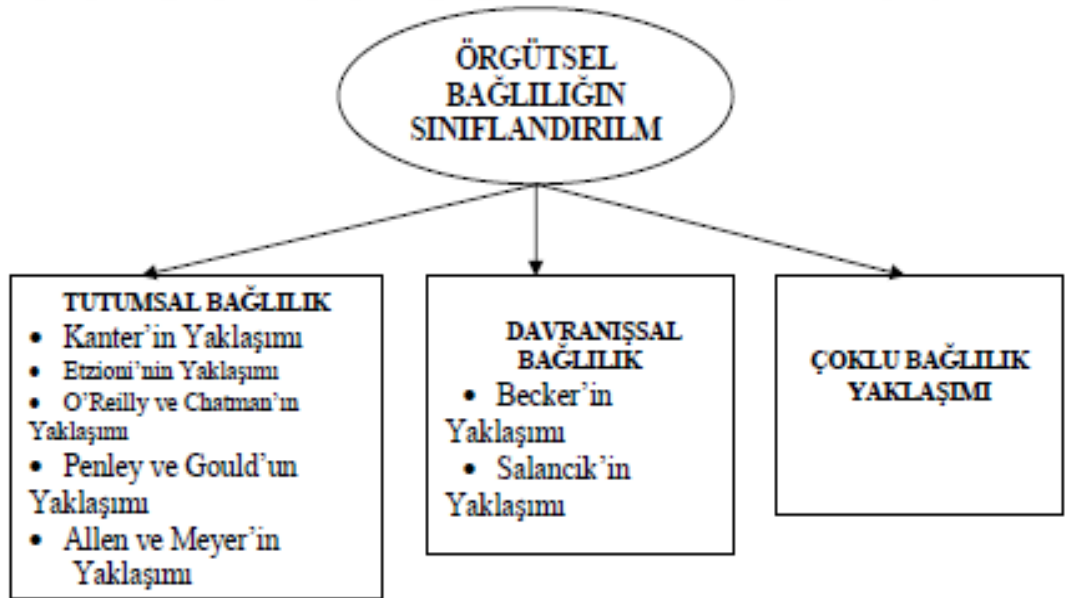 ÖRGÜTSEL
BAĞLILIĞIN
SINIFLANDIRILM
TUTUMSAL BAĞLILIK
• Kanter’in Yaklaşımı
• Etzioni’nin Yaklaşımı
• O’Reilly ve Chatman’ın
Yaklaşımı
• Penley ve Gould’un
Yaklaşımı
• Allen ve Meyer’in
Yaklaşımı
DAVRANIŞSAL
BAĞLILIK
• Becker’in
Yaklaşımı
• Salancik’in
Yaklaşımı
ÇOKLU BAĞLILIK
YAKLAŞIMI